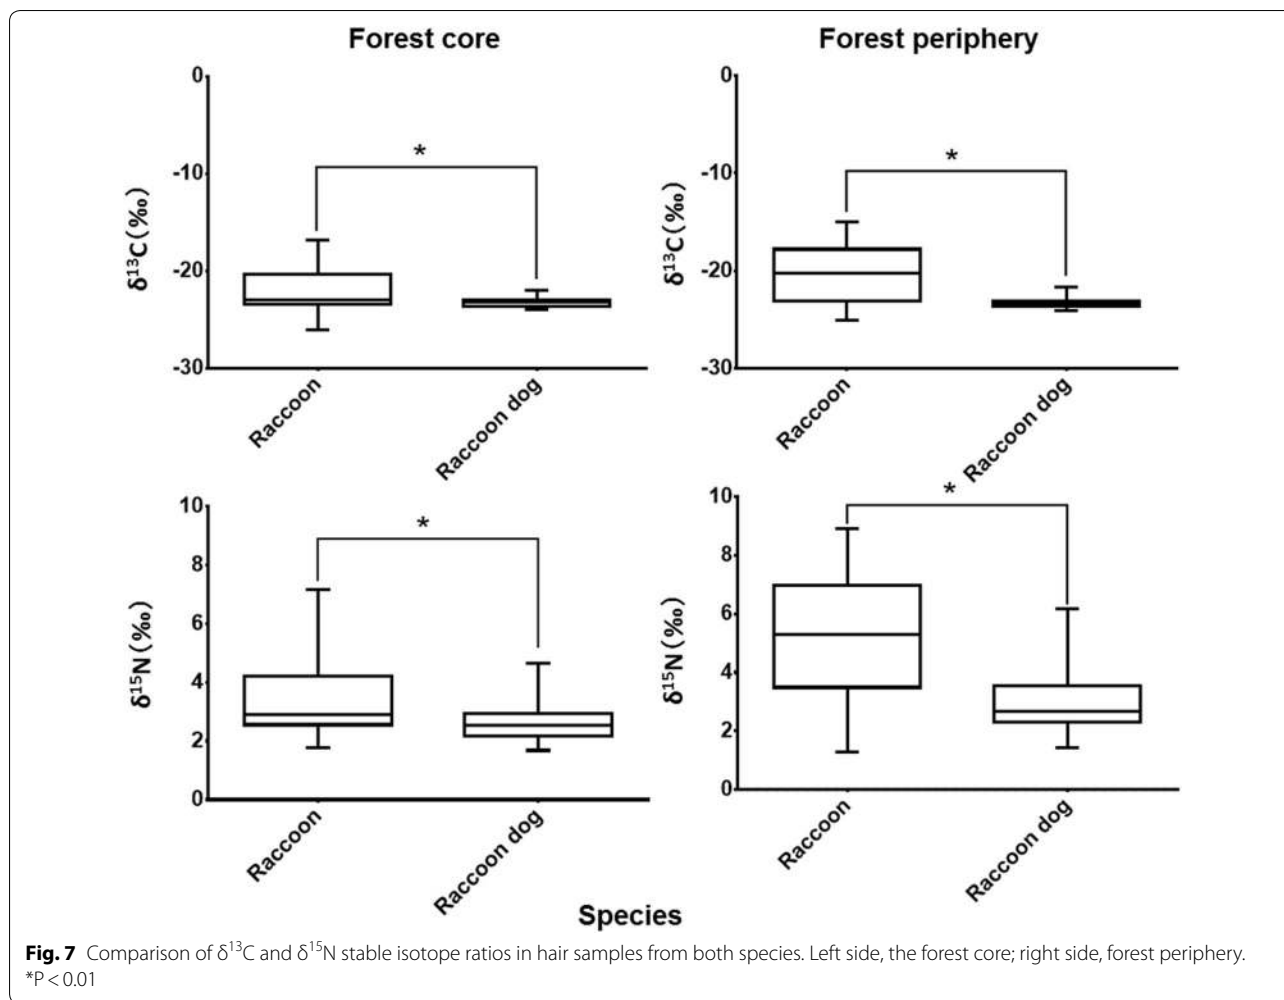 Forest core
Forest periphery
0
-10
-20
-30
δ¹³C(‰)
*
Raccoon
Raccoon dog
0
-10
-20
-30
δ¹³C(‰)
*
Raccoon
Raccoon dog
10
8
6
4
2
0
δ¹⁵N(‰)
*
Raccoon
Raccoon dog
10
8
6
4
2
0
δ¹⁵N(‰)
*
Raccoon
Raccoon dog
Species
Fig. 7 Comparison of δ¹³C and δ¹⁵N stable isotope ratios in hair samples from both species. Left side, the forest core; right side, forest periphery.
*P < 0.01